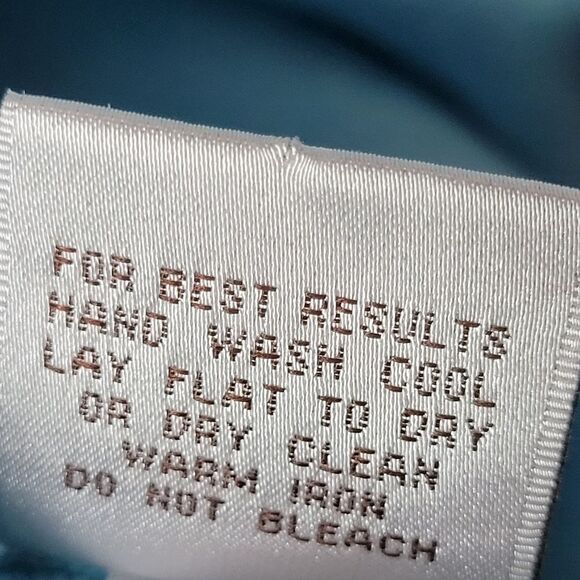 FOR BEST RESULTS
HAND WASH COOL
LAY FLAT TO DRY
OR DRY CLEAN
WARM IRON
DO NOT BLEACH